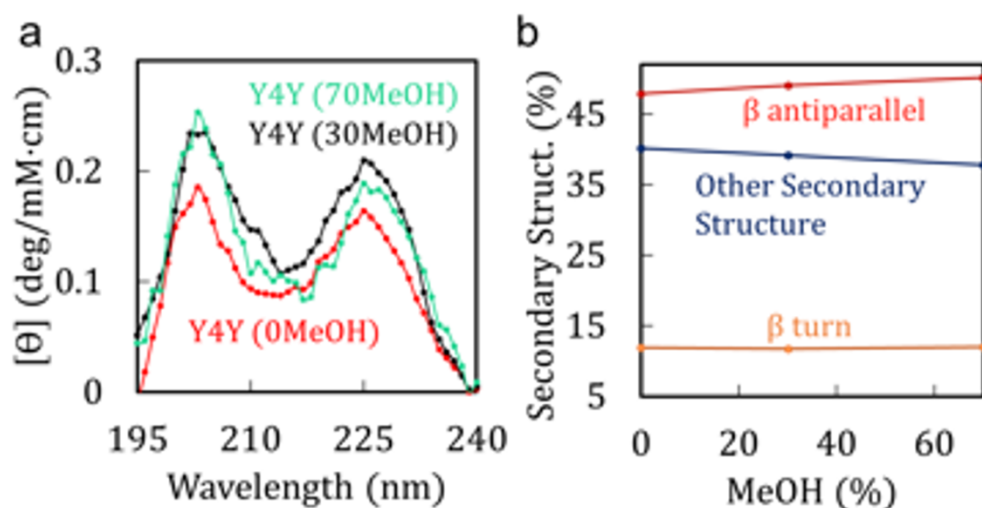 a
b
0.3
0.2
0.1
0
[θ] (deg/mM·cm)
Y4Y (70MeOH)
Y4Y (30MeOH)
Y4Y (0MeOH)
195
210
225
240
Wavelength (nm)
Secondary Struct. (%)
45
35
25
15
5
β antiparallel
Other Secondary
Structure
β turn
0
20
40
60
MeOH (%)